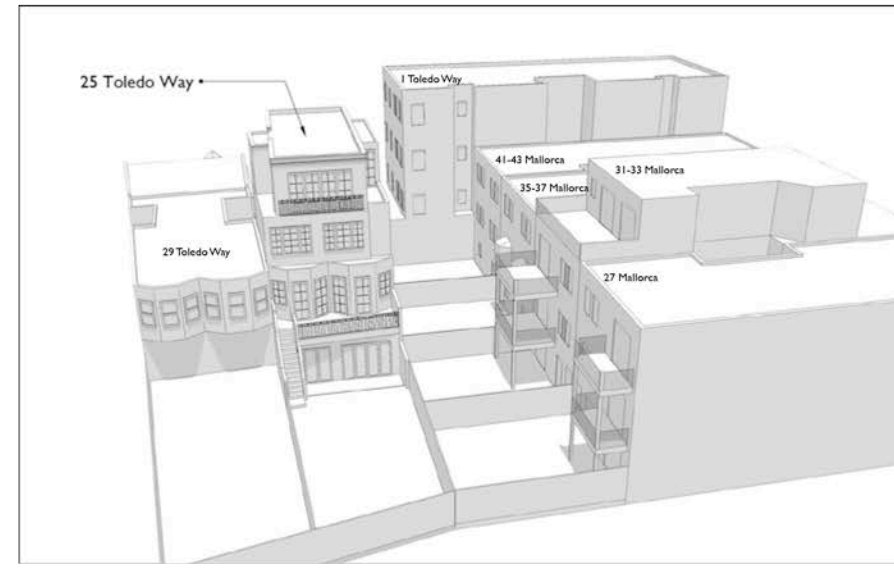 25 Toledo Way
1 Toledo Way
41-43 Mallorca
31-33 Mallorca
35-37 Mallorca
29 Toledo Way
27 Mallorca